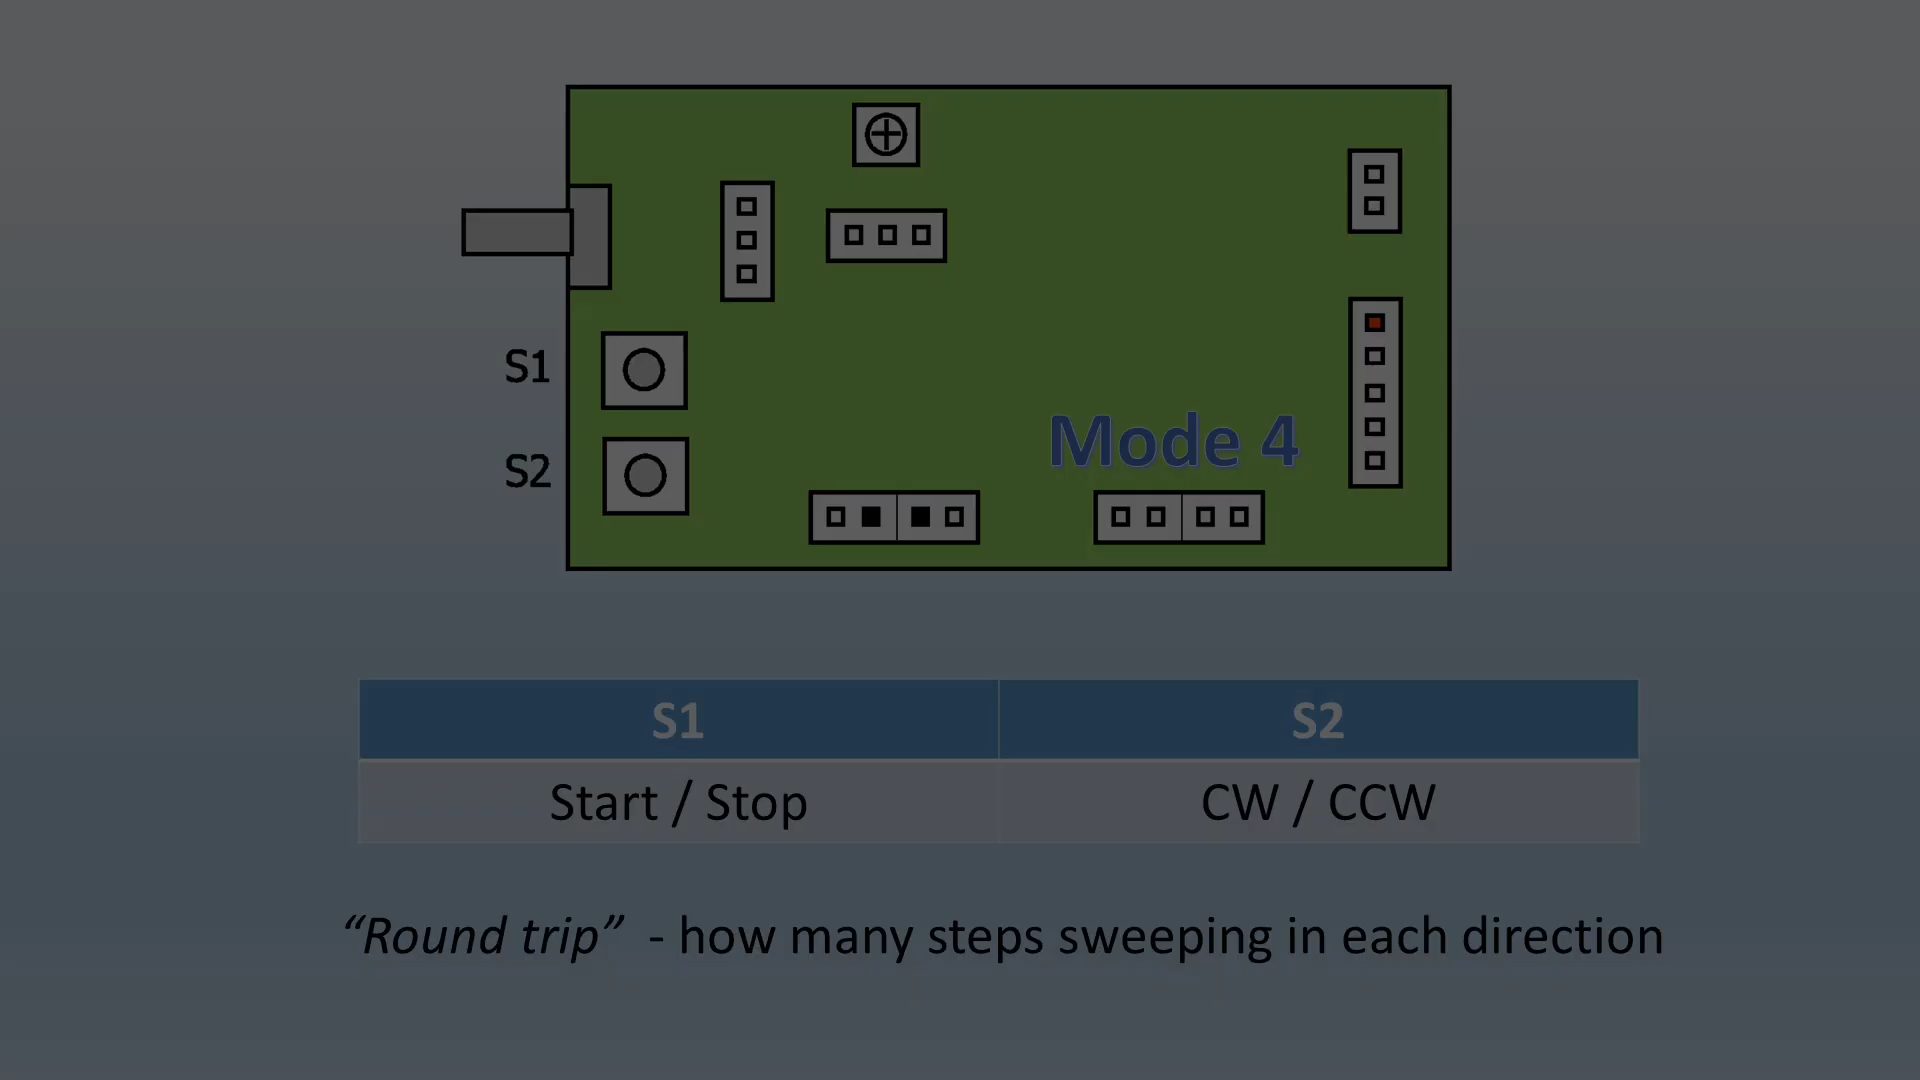 S1
S2
Mode 4
S1 S2
Start / Stop CW / CCW
“Round trip” - how many steps sweeping in each direction